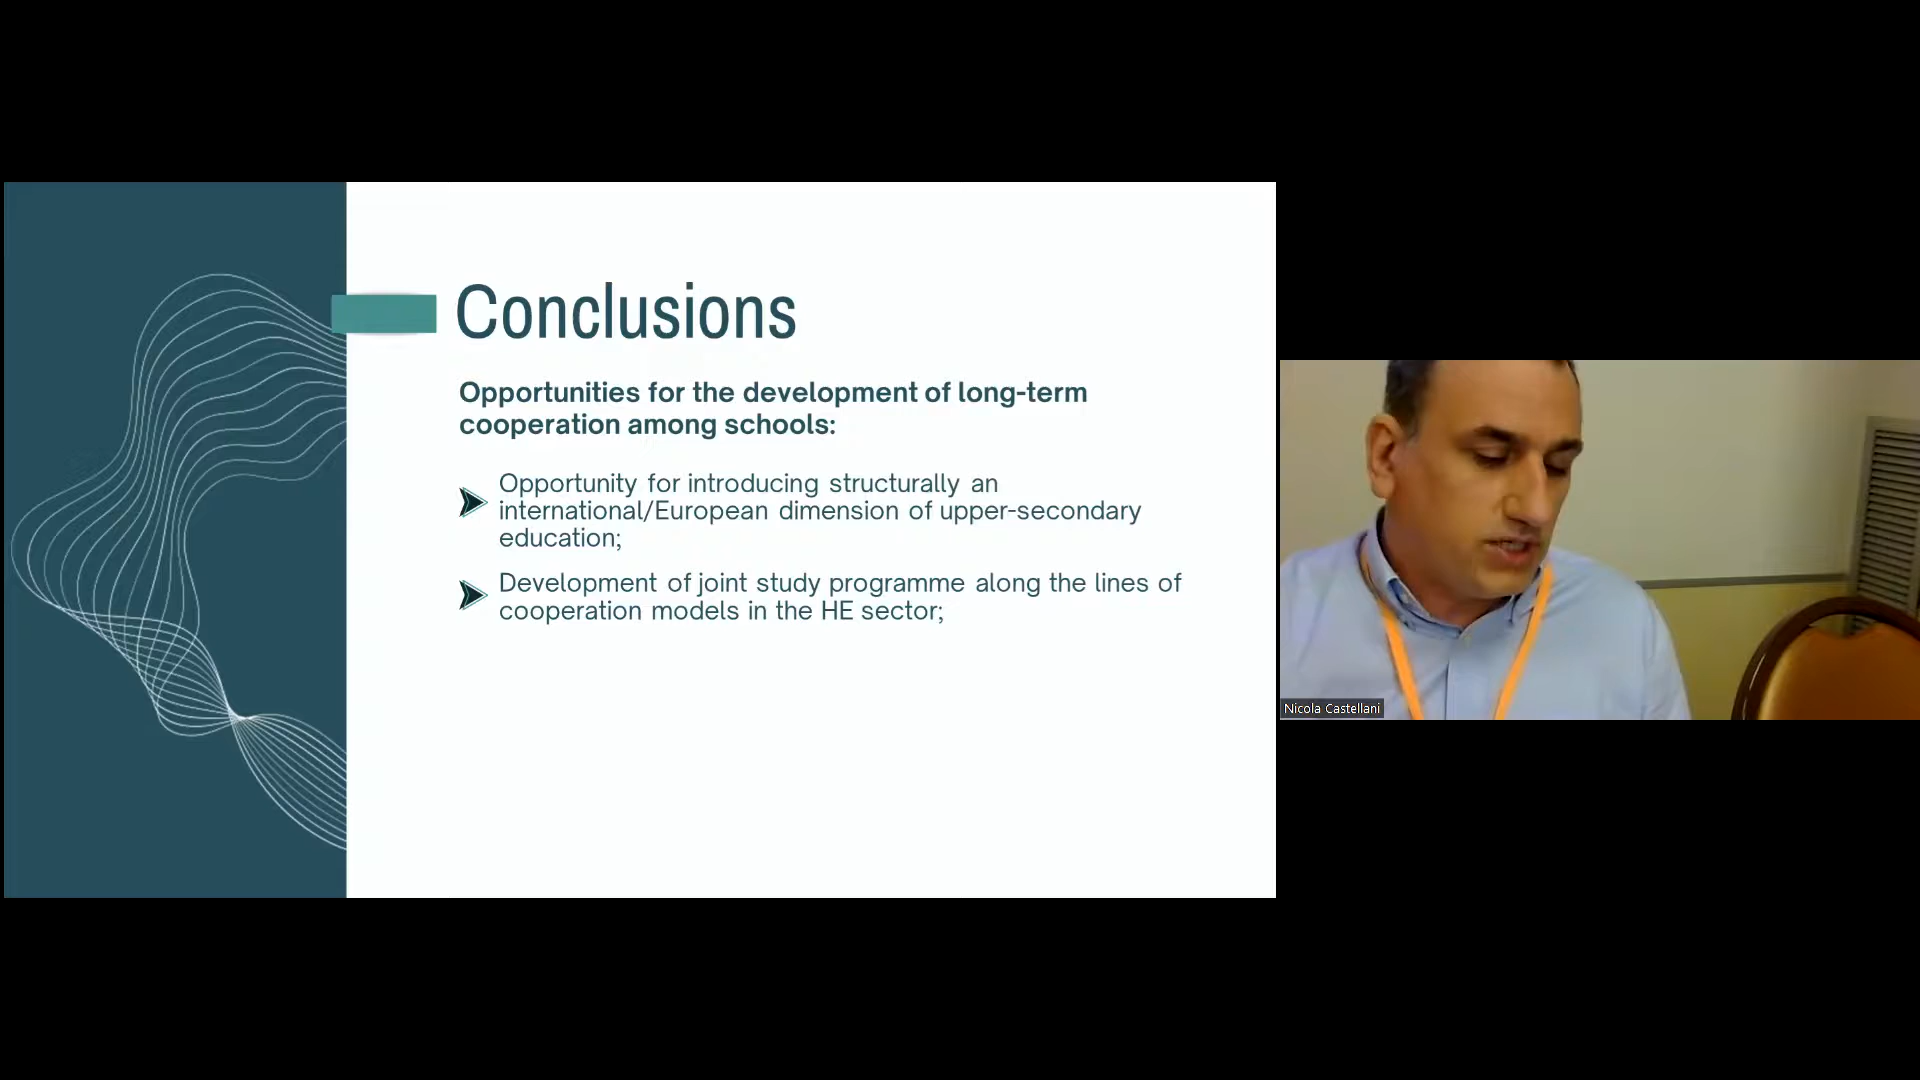 Conclusions
Opportunities for the development of long-term
cooperation among schools:
Opportunity for introducing structurally an
international/European dimension of upper-secondary
education;
Development of joint study programme along the lines of
cooperation models in the HE sector;
Nicola Castellani